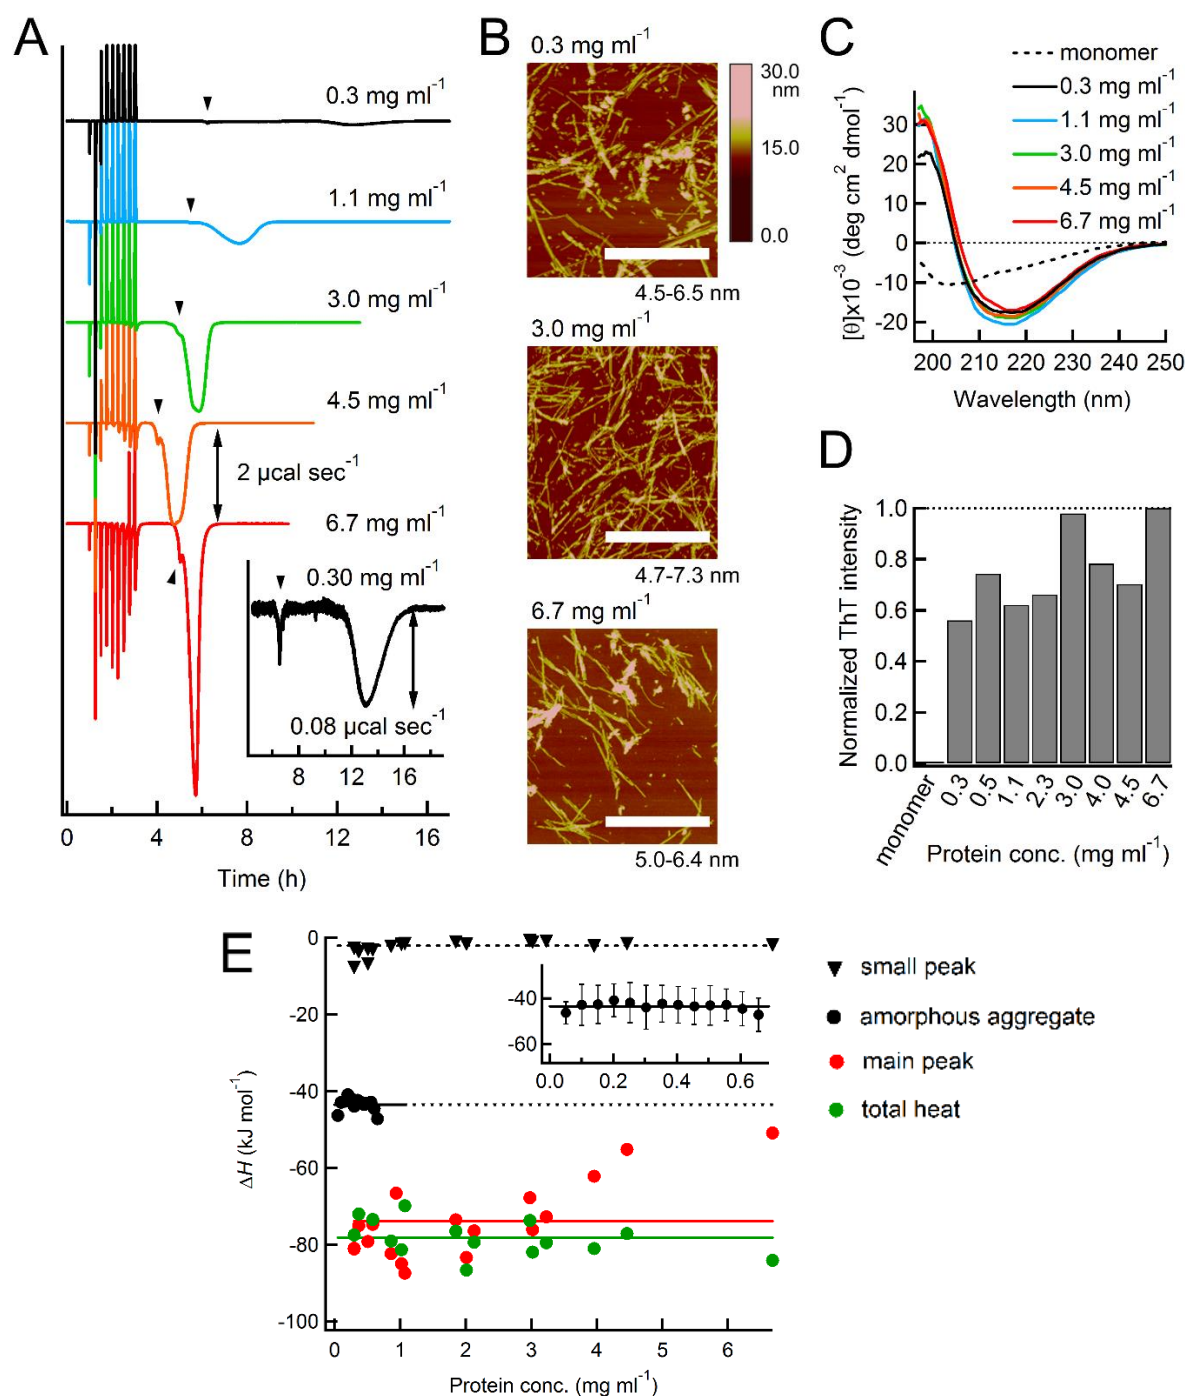 A
0.3 mg ml⁻¹
1.1 mg ml⁻¹
3.0 mg ml⁻¹
4.5 mg ml⁻¹
2 µcal sec⁻¹
6.7 mg ml⁻¹
0.30 mg ml⁻¹
0.08 µcal sec⁻¹
8 12 16
0 4 8 12 16
Time (h)
B
0.3 mg ml⁻¹
30.0
nm
15.0
0.0
4.5-6.5 nm
3.0 mg ml⁻¹
4.7-7.3 nm
6.7 mg ml⁻¹
5.0-6.4 nm
C
monomer
0.3 mg ml⁻¹
1.1 mg ml⁻¹
3.0 mg ml⁻¹
4.5 mg ml⁻¹
6.7 mg ml⁻¹
[θ]x10⁻³ (deg cm² dmol⁻¹)
30
20
10
0
-10
-20
200 210 220 230 240 250
Wavelength (nm)
D
Normalized ThT intensity
1.0
0.8
0.6
0.4
0.2
0.0
monomer 0.3 0.5 1.1 2.3 3.0 4.0 4.5 6.7
Protein conc. (mg ml⁻¹)
E
ΔH (kJ mol⁻¹)
0
-20
-40
-60
-80
-100
0 1 2 3 4 5 6
Protein conc. (mg ml⁻¹)
-40
-60
0.0 0.2 0.4 0.6
small peak
amorphous aggregate
main peak
total heat